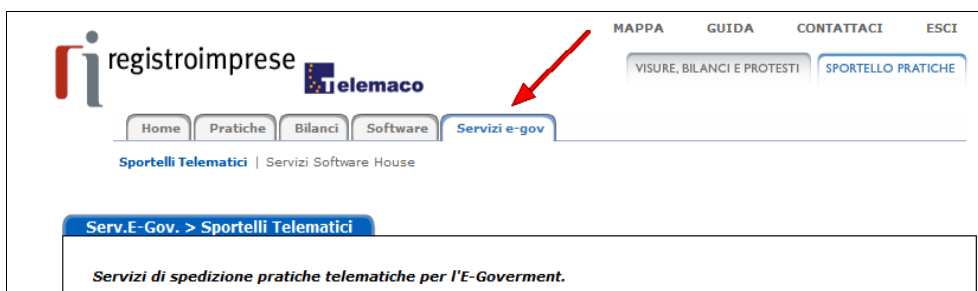 MAPPA GUIDA CONTATTACI ESCI
registroimprese
Telemaco
VISURE, BILANCI E PROTESTI SPORTELLO PRATICHE
Home Pratiche Bilanci Software Servizi e-gov
Sportelli Telematici | Servizi Software House
Serv.E-Gov. > Sportelli Telematici
Servizi di spedizione pratiche telematiche per l'E-Goverment.